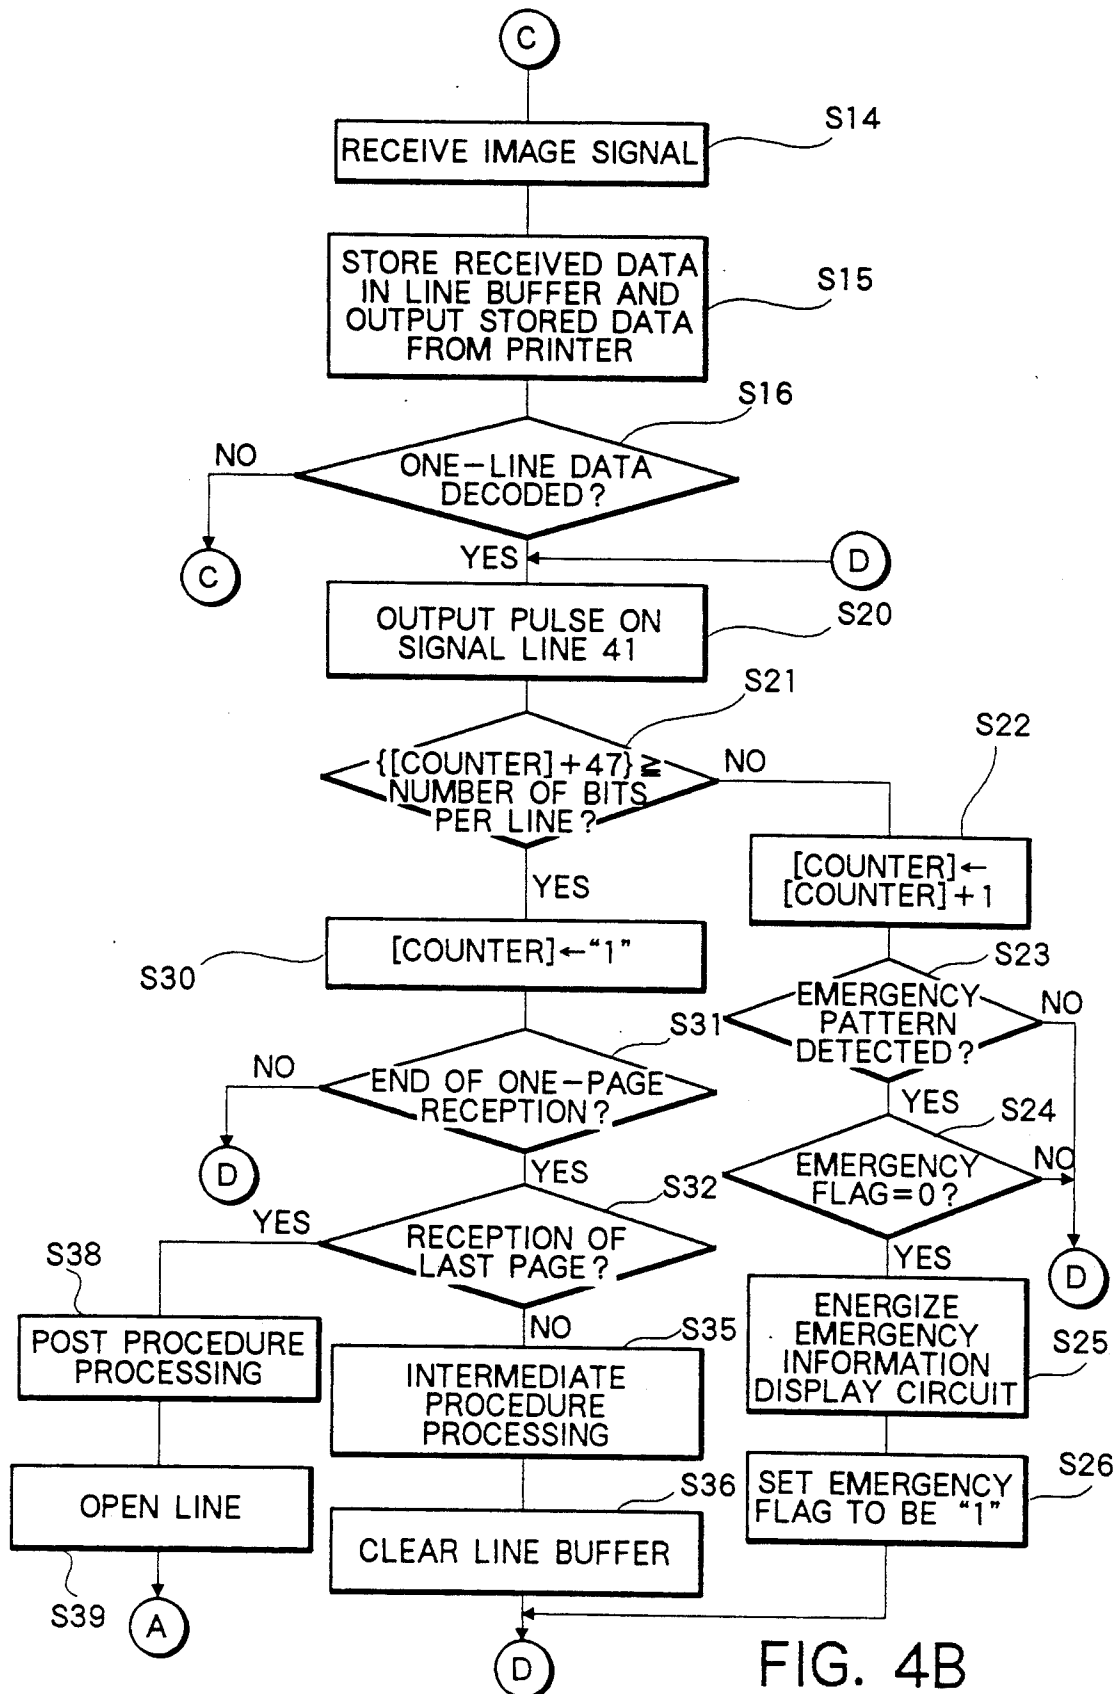 C
S14
RECEIVE IMAGE SIGNAL
STORE RECEIVED DATA
IN LINE BUFFER AND
OUTPUT STORED DATA
FROM PRINTER
S15
S16
NO
ONE-LINE DATA
DECODED?
C
YES
D
OUTPUT PULSE ON
SIGNAL LINE 41
S20
S21
{[COUNTER]+47}≧
NUMBER OF BITS
PER LINE?
NO
S22
YES
[COUNTER]←
[COUNTER]+1
[COUNTER]←“1”
S30
S23
EMERGENCY
PATTERN
DETECTED?
NO
S31
NO
END OF ONE-PAGE
RECEPTION?
YES
S24
D
YES
EMERGENCY
FLAG=0?
NO
S32
YES
RECEPTION OF
LAST PAGE?
YES
D
S38
POST PROCEDURE
PROCESSING
NO
S35
INTERMEDIATE
PROCEDURE
PROCESSING
ENERGIZE
EMERGENCY
INFORMATION
DISPLAY CIRCUIT
S25
OPEN LINE
S39
S36
CLEAR LINE BUFFER
SET EMERGENCY
FLAG TO BE “1”
S26
A
D
FIG. 4B